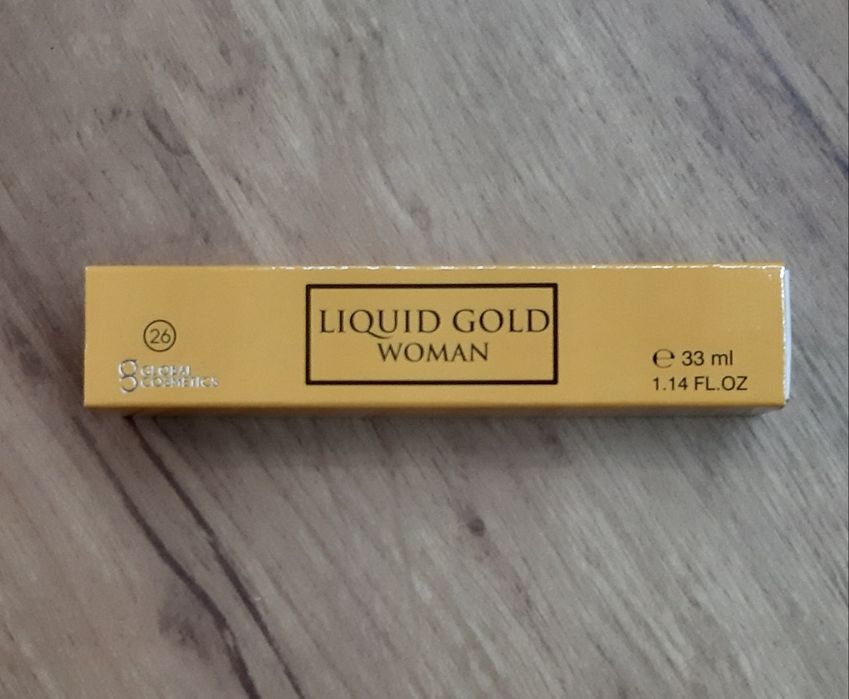 26
GLOBAL
COSMETICS
LIQUID GOLD
WOMAN
℮ 33 ml
1.14 FL.OZ